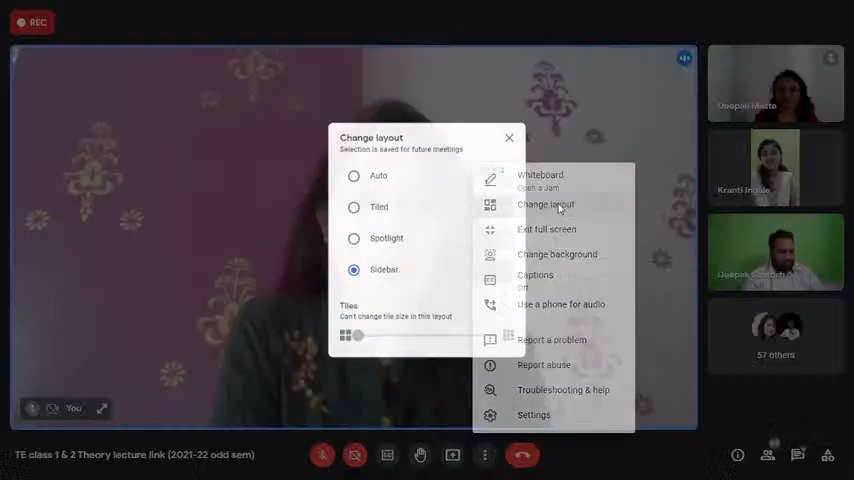 REC
Change layout
Selection is saved for future meetings
Auto
Tiled
Spotlight
Sidebar
Tiles
Can't change tile size in this layout
Whiteboard
Open a Jam
Change layout
Exit full screen
Change background
Captions
Off
Use a phone for audio
Report a problem
Report abuse
Troubleshooting & help
Settings
Deepali
Kranti
Deepak Santosh
57 others
You
TE class 1 & 2 Theory lecture link (2021-22 odd sem)